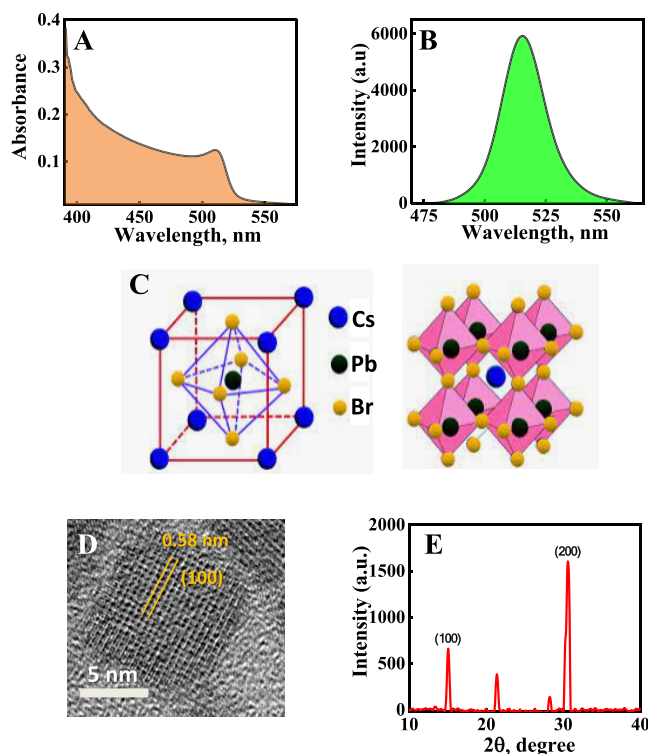 A
Absorbance
0.4
0.3
0.2
0.1
400 450 500 550
Wavelength, nm
B
Intensity (a.u)
6000
4000
2000
0
475 500 525 550
Wavelength, nm
C
Cs
Pb
Br
D
0.58 nm
(100)
5 nm
E
Intensity (a.u.)
2000
1500
1000
500
0
(100)
(200)
10 20 30 40
2θ, degree